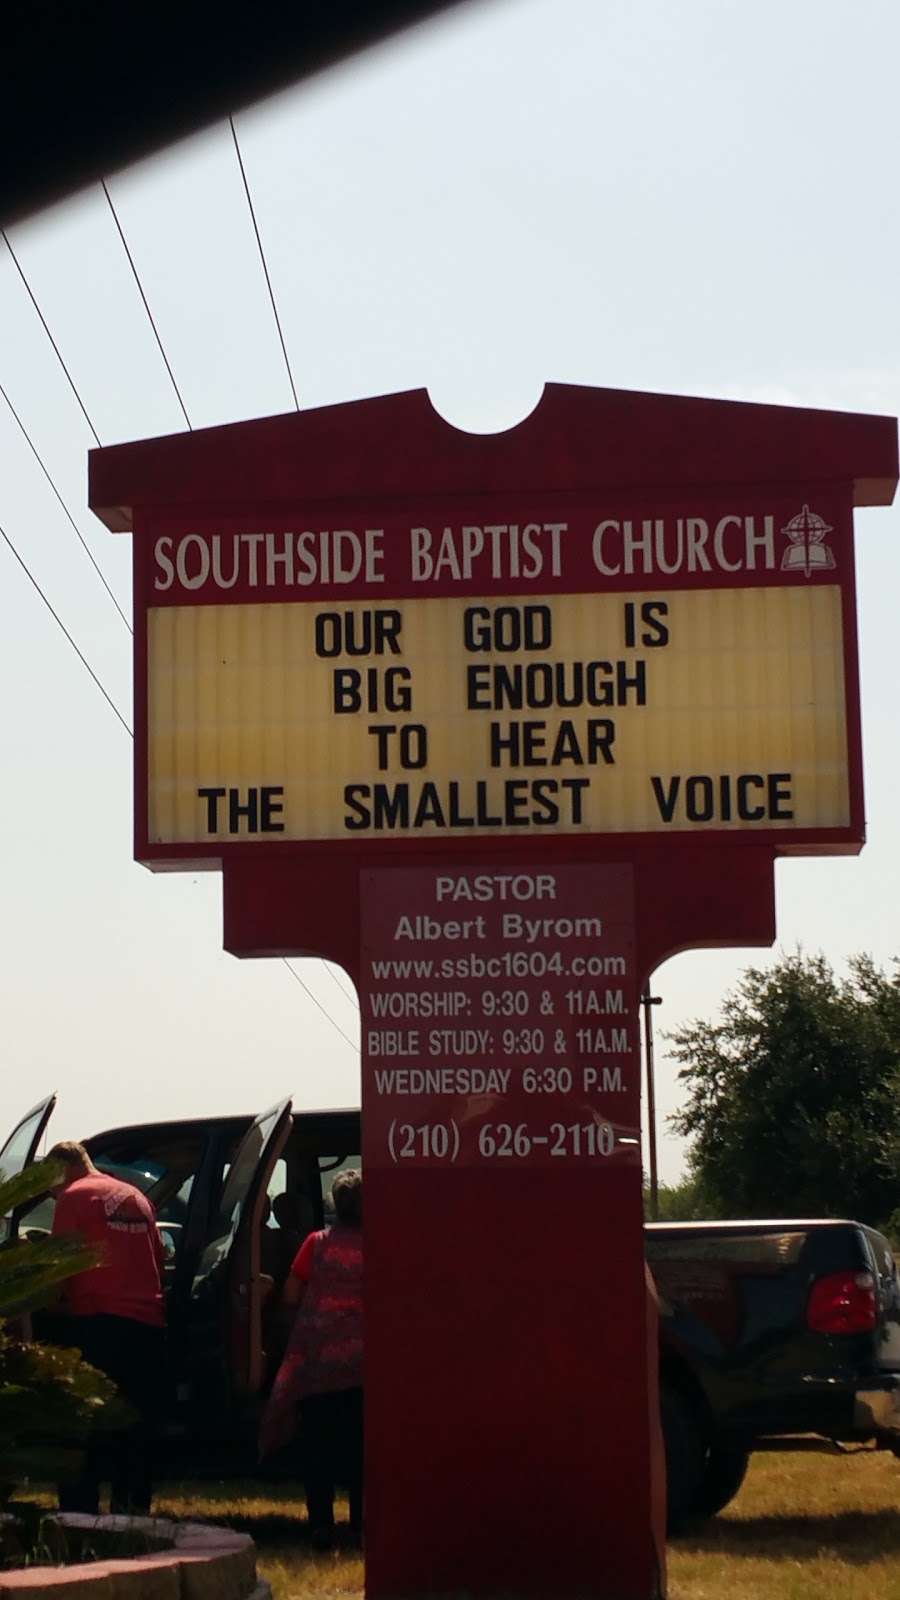 SOUTHSIDE BAPTIST CHURCH
OUR GOD IS
BIG ENOUGH
TO HEAR
THE SMALLEST VOICE
PASTOR
Albert Byrom
www.ssbc1604.com
WORSHIP: 9:30 & 11A.M.
BIBLE STUDY: 9:30 & 11A.M.
WEDNESDAY 6:30 P.M.
(210) 626-2110